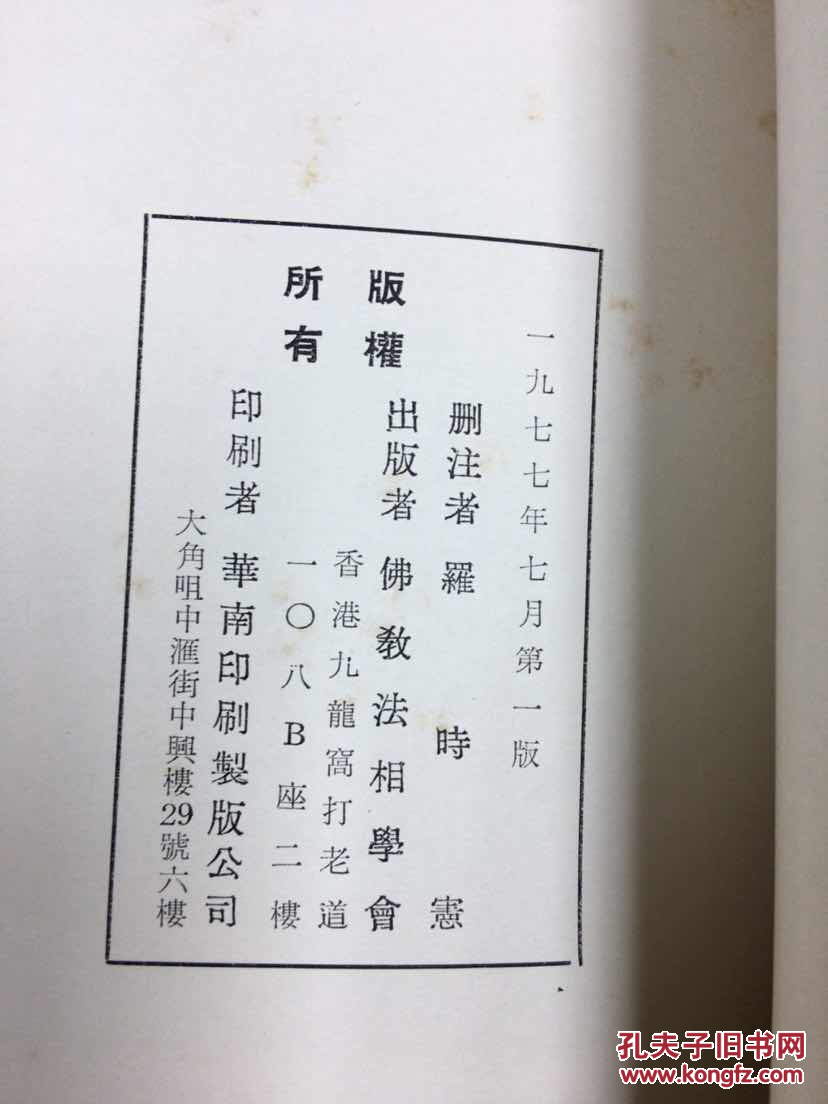 一九七七年七月第一版
删注者 羅時憲
版權
出版者 佛教法相學會
香港九龍窩打老道
一〇八B座二樓
所有
印刷者 華南印刷製版公司
大角咀中滙街中興樓29號六樓
孔夫子旧书网
www.kongfz.com